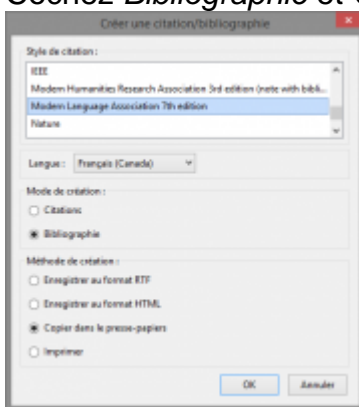 Cochez Bibliographie et
Créer une citation/bibliographie
Style de citation :
IEEE
Modern Humanities Research Association 3rd edition (note with bibli...
Modern Language Association 7th edition
Nature
Langue : Français (Canada)
Mode de création :
Citations
Bibliographie
Méthode de création :
Enregistrer au format RTF
Enregistrer au format HTML
Copier dans le presse-papiers
Imprimer
OK Annuler